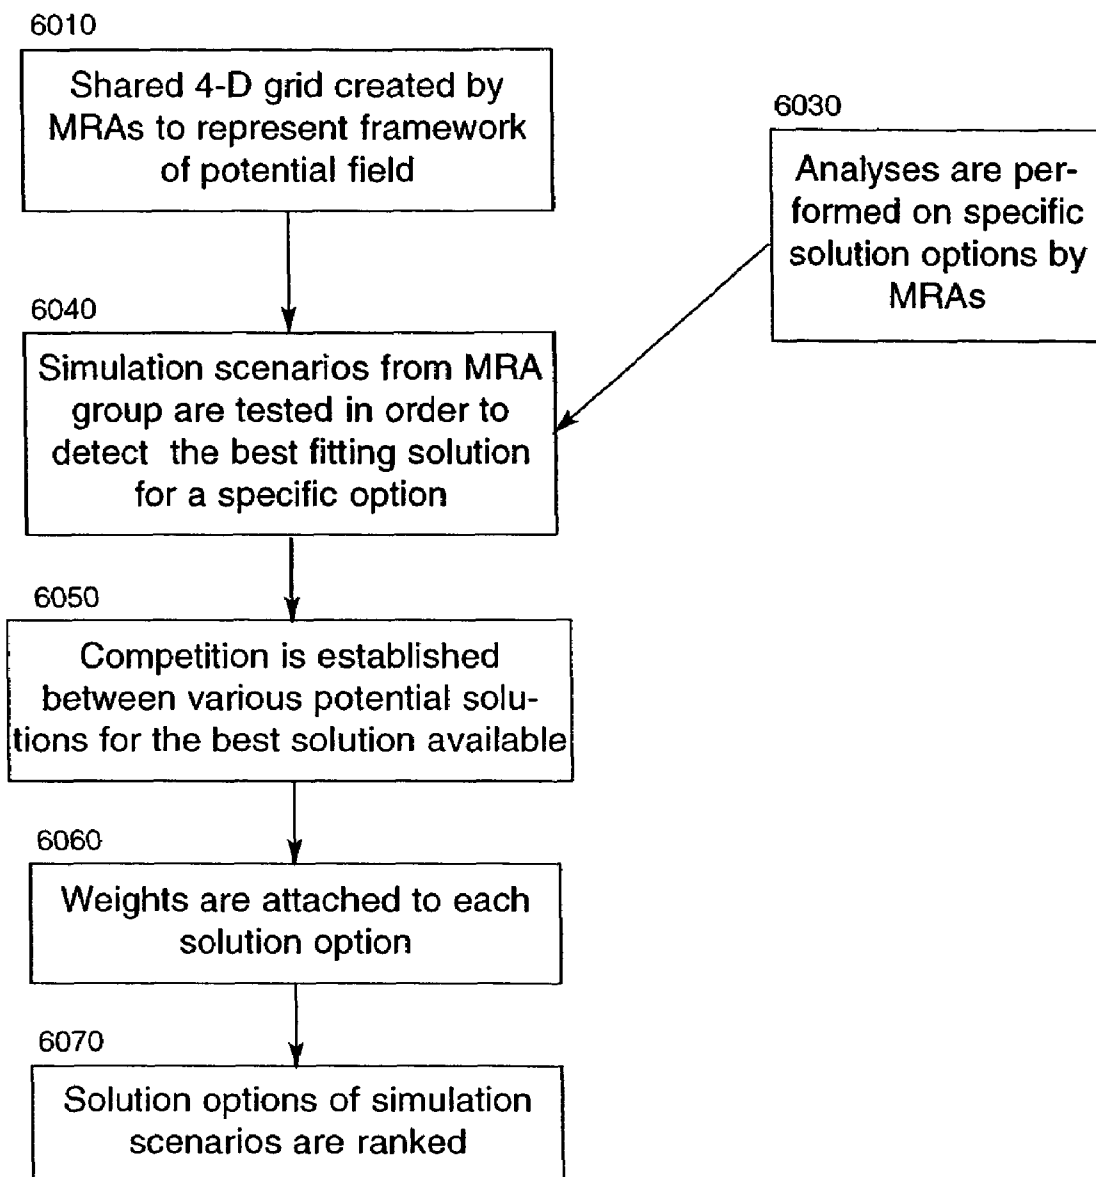 6010
Shared 4-D grid created by
MRAs to represent framework
of potential field
6030
Analyses are per-
formed on specific
solution options by
MRAs
6040
Simulation scenarios from MRA
group are tested in order to
detect the best fitting solution
for a specific option
6050
Competition is established
between various potential solu-
tions for the best solution available
6060
Weights are attached to each
solution option
6070
Solution options of simulation
scenarios are ranked